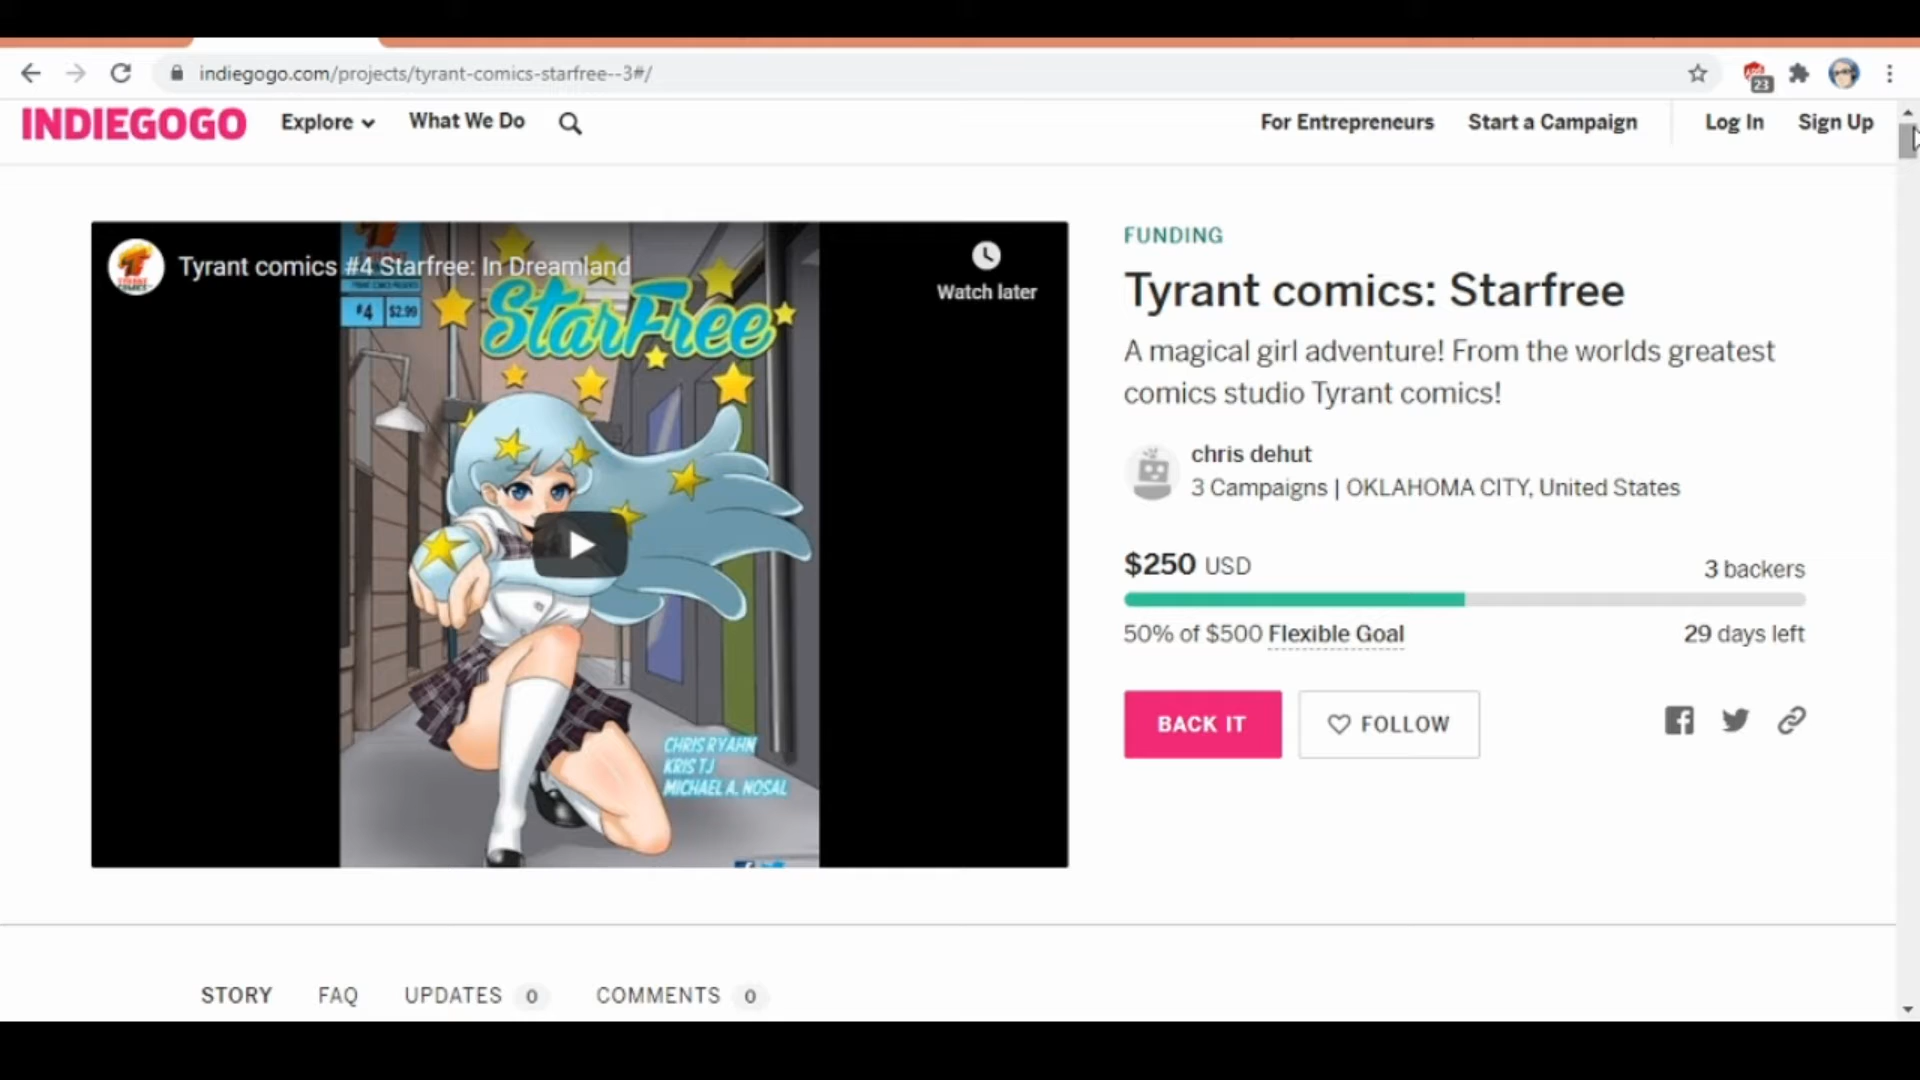 indiegogo.com/projects/tyrant-comics-starfree--3#/
23
INDIEGOGO
Explore
What We Do
For Entrepreneurs
Start a Campaign
Log In
Sign Up
Tyrant comics #4 Starfree: In Dreamland
Watch later
TYRANT COMICS PRESENTS
#4
$2.99
StarFree
CHRIS RYAHN
KRIS TJ
MICHAEL A. NOSAL
FUNDING
Tyrant comics: Starfree
A magical girl adventure! From the worlds greatest
comics studio Tyrant comics!
chris dehut
3 Campaigns | OKLAHOMA CITY, United States
$250 USD
3 backers
50% of $500 Flexible Goal
29 days left
BACK IT
FOLLOW
STORY
FAQ
UPDATES 0
COMMENTS 0